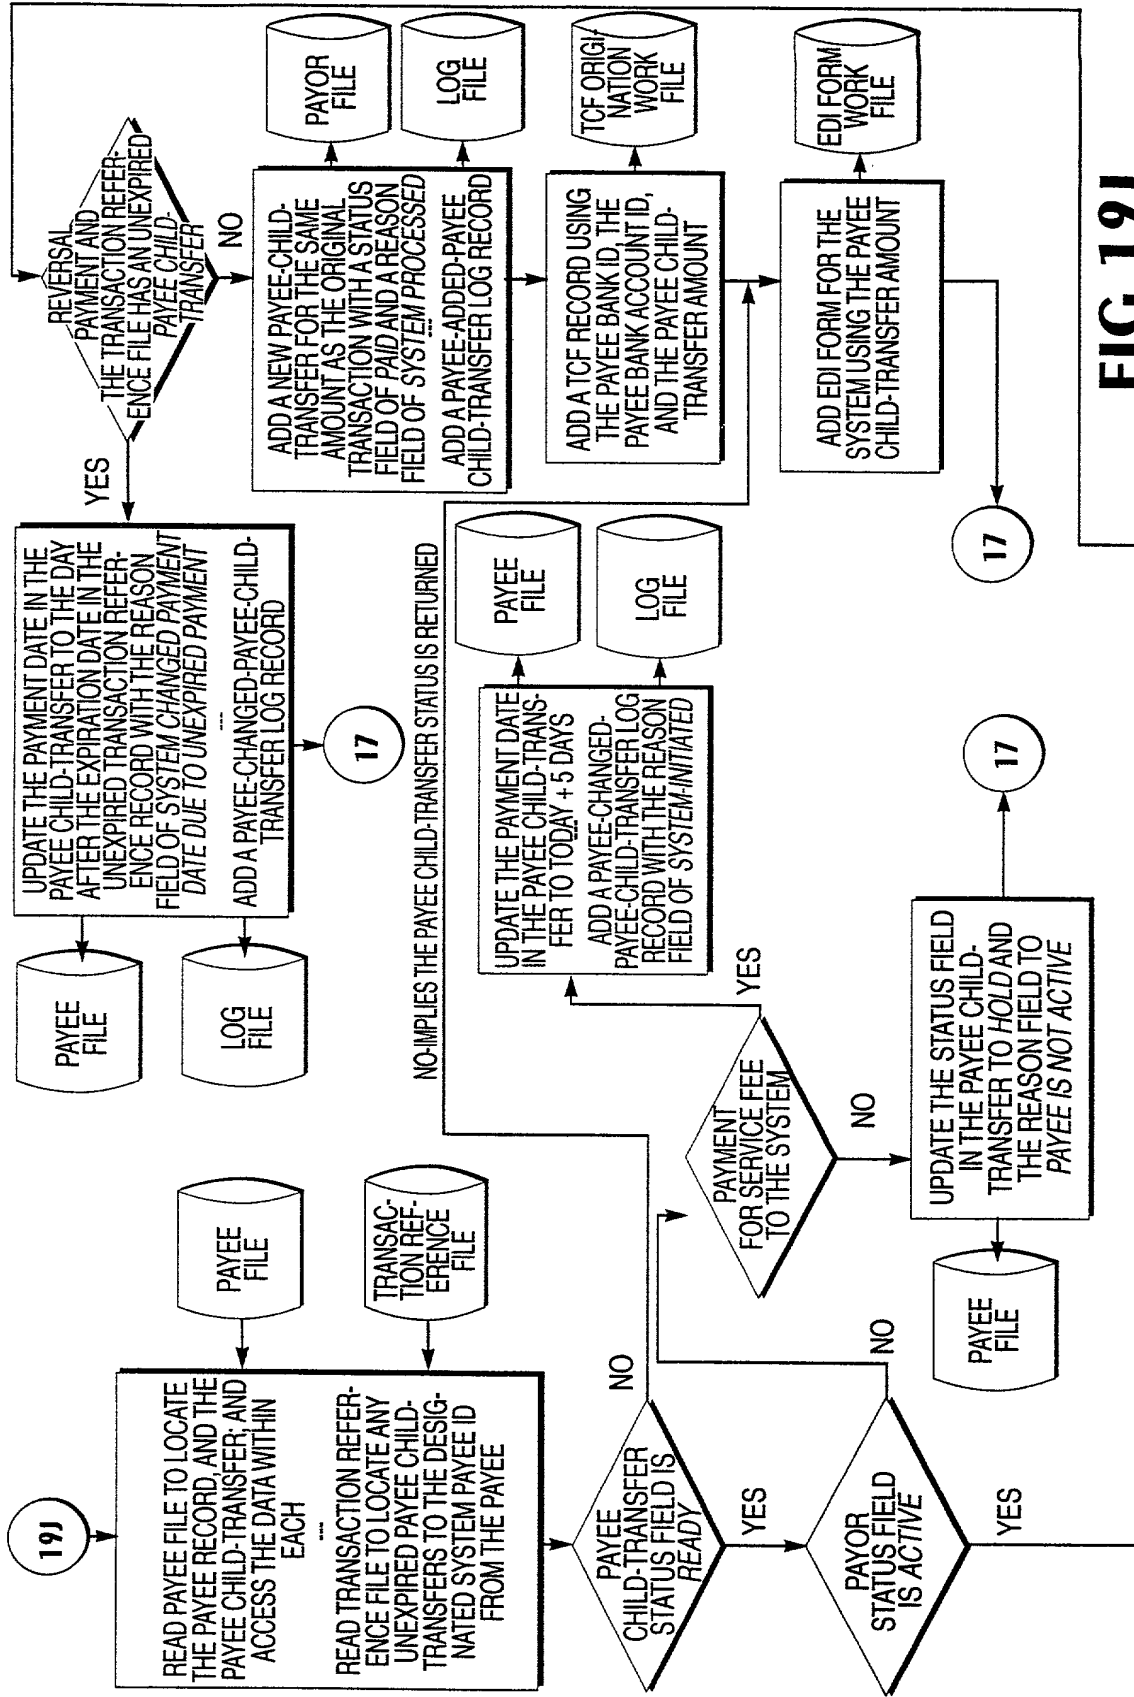 19J
READ PAYEE FILE TO LOCATE
THE PAYEE RECORD, AND THE
PAYEE CHILD-TRANSFER; AND
ACCESS THE DATA WITHIN
EACH
---
READ TRANSACTION REFER-
ENCE FILE TO LOCATE ANY
UNEXPIRED PAYEE CHILD-
TRANSFERS TO THE DESIG-
NATED SYSTEM PAYEE ID
FROM THE PAYEE
PAYEE
FILE
TRANSAC-
TION REF-
ERENCE
FILE
PAYEE
CHILD-TRANSFER
STATUS FIELD IS
READY
NO
YES
PAYOR
STATUS FIELD
IS ACTIVE
NO
YES
NO-IMPLIES THE PAYEE CHILD-TRANSFER STATUS IS RETURNED
PAYMENT
FOR SERVICE FEE
TO THE SYSTEM
YES
NO
UPDATE THE PAYMENT DATE
IN THE PAYEE CHILD-TRANS-
FER TO TODAY + 5 DAYS
---
ADD A PAYEE-CHANGED-
PAYEE-CHILD-TRANSFER LOG
RECORD WITH THE REASON
FIELD OF SYSTEM-INITIATED
PAYEE
FILE
LOG
FILE
UPDATE THE STATUS FIELD
IN THE PAYEE CHILD-
TRANSFER TO HOLD AND
THE REASON FIELD TO
PAYEE IS NOT ACTIVE
PAYEE
FILE
17
REVERSAL
PAYMENT AND
THE TRANSACTION REFER-
ENCE FILE HAS AN UNEXPIRED
PAYEE CHILD-
TRANSFER
YES
NO
UPDATE THE PAYMENT DATE IN THE
PAYEE CHILD-TRANSFER TO THE DAY
AFTER THE EXPIRATION DATE IN THE
UNEXPIRED TRANSACTION REFER-
ENCE RECORD WITH THE REASON
FIELD OF SYSTEM CHANGED PAYMENT
DATE DUE TO UNEXPIRED PAYMENT
---
ADD A PAYEE-CHANGED-PAYEE-CHILD-
TRANSFER LOG RECORD
PAYEE
FILE
LOG
FILE
17
ADD A NEW PAYEE-CHILD-
TRANSFER FOR THE SAME
AMOUNT AS THE ORIGINAL
TRANSACTION WITH A STATUS
FIELD OF PAID AND A REASON
FIELD OF SYSTEM PROCESSED
---
ADD A PAYEE-ADDED-PAYEE
CHILD-TRANSFER LOG RECORD
PAYOR
FILE
LOG
FILE
ADD A TCF RECORD USING
THE PAYEE BANK ID, THE
PAYEE BANK ACCOUNT ID,
AND THE PAYEE CHILD-
TRANSFER AMOUNT
TCF ORIGI-
NATION
WORK
FILE
ADD EDI FORM FOR THE
SYSTEM USING THE PAYEE
CHILD-TRANSFER AMOUNT
EDI FORM
WORK
FILE
17
FIG. 19J